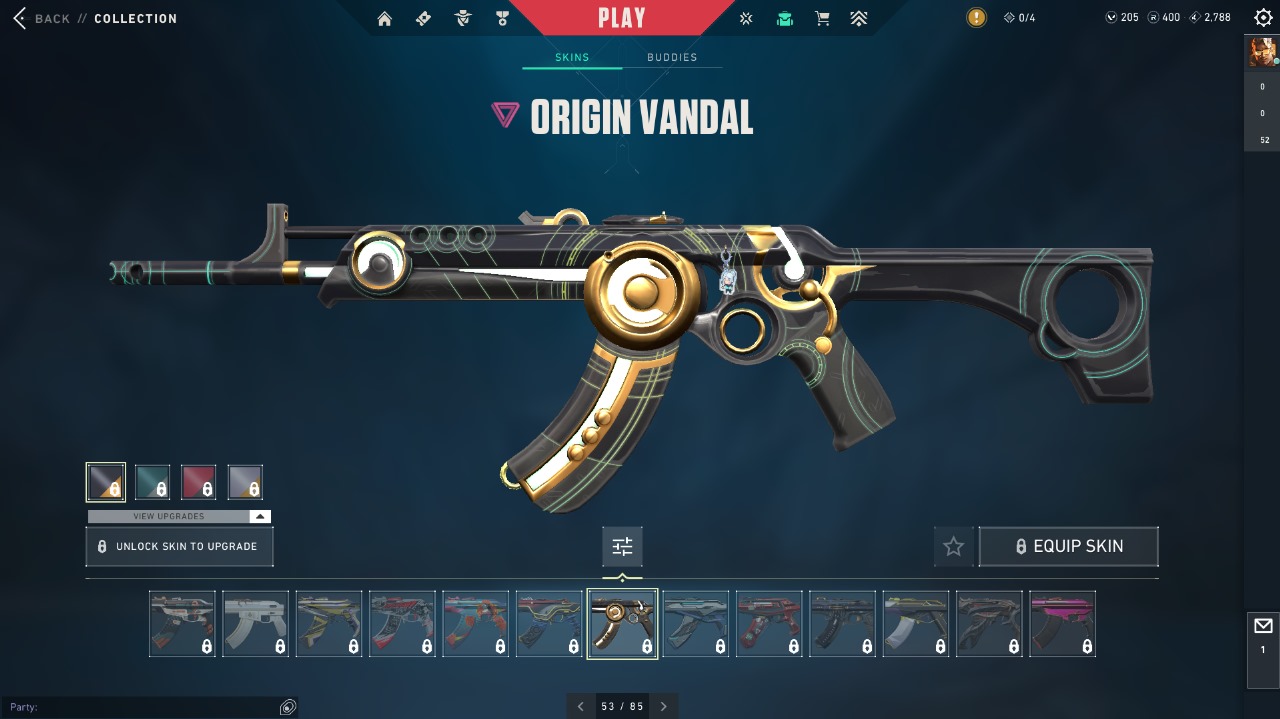 BACK // COLLECTION
PLAY
0/4
205
400
2,788
SKINS
BUDDIES
ORIGIN VANDAL
0
0
52
VIEW UPGRADES
UNLOCK SKIN TO UPGRADE
EQUIP SKIN
1
Party:
53 / 85